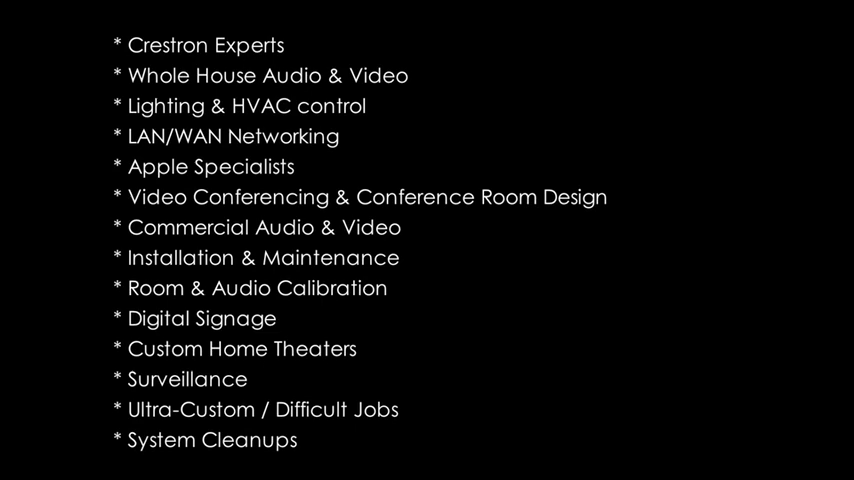 * Crestron Experts
* Whole House Audio & Video
* Lighting & HVAC control
* LAN/WAN Networking
* Apple Specialists
* Video Conferencing & Conference Room Design
* Commercial Audio & Video
* Installation & Maintenance
* Room & Audio Calibration
* Digital Signage
* Custom Home Theaters
* Surveillance
* Ultra-Custom / Difficult Jobs
* System Cleanups